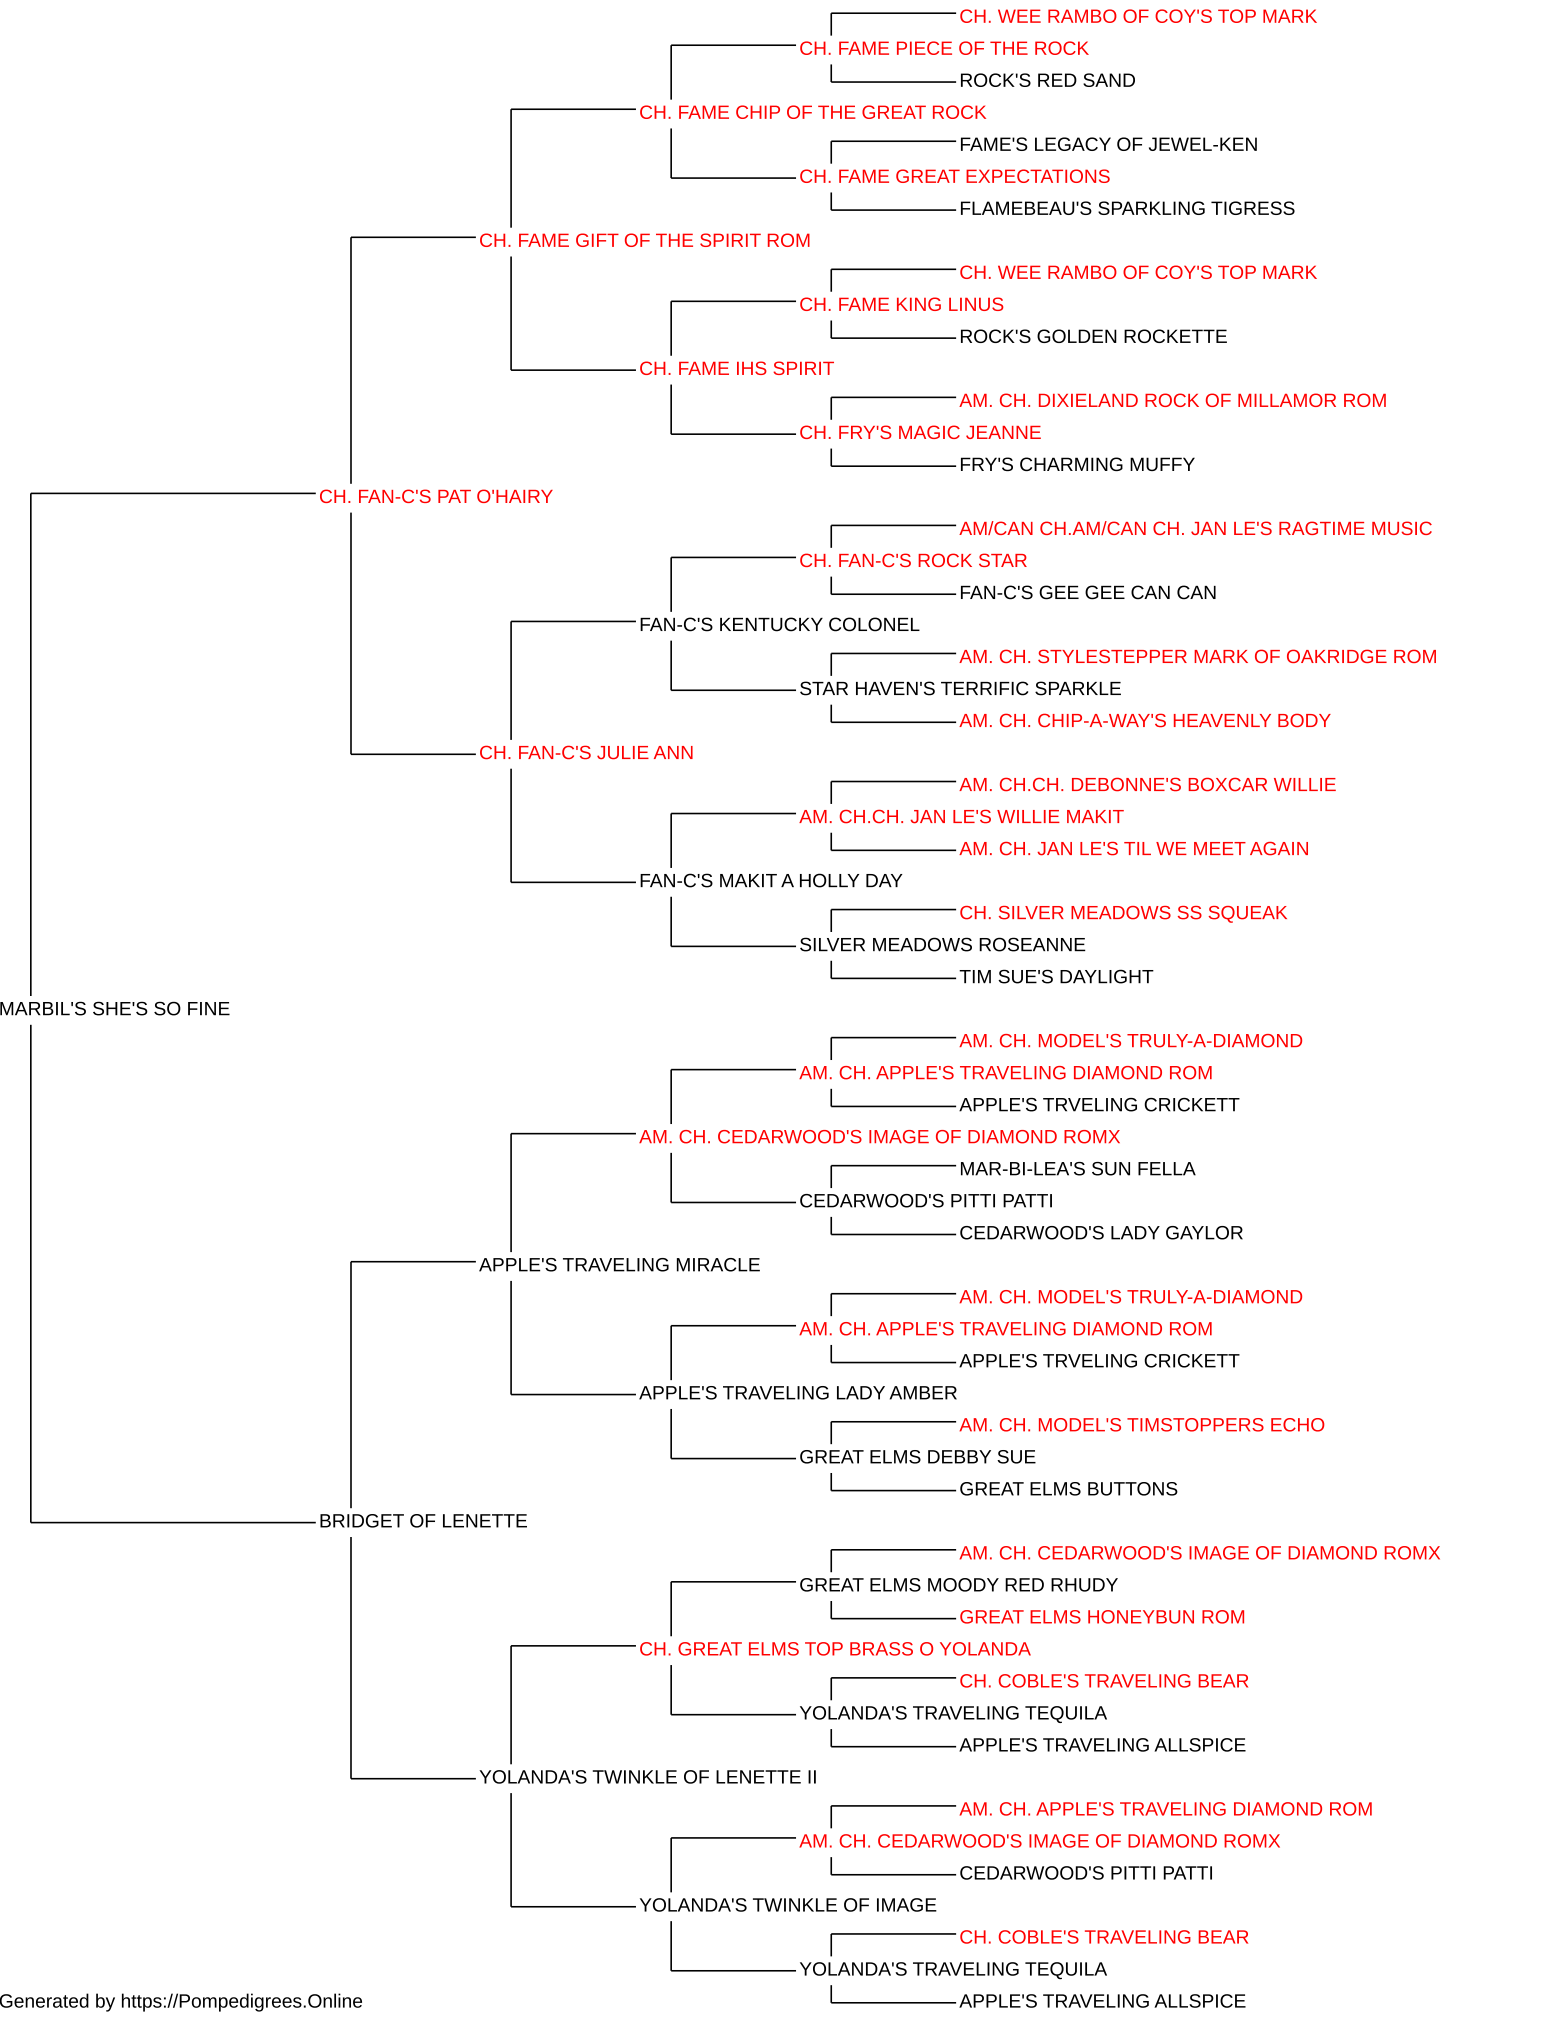 CH. WEE RAMBO OF COY'S TOP MARK
CH. FAME PIECE OF THE ROCK
ROCK'S RED SAND
CH. FAME CHIP OF THE GREAT ROCK
FAME'S LEGACY OF JEWEL-KEN
CH. FAME GREAT EXPECTATIONS
FLAMEBEAU'S SPARKLING TIGRESS
CH. FAME GIFT OF THE SPIRIT ROM
CH. WEE RAMBO OF COY'S TOP MARK
CH. FAME KING LINUS
ROCK'S GOLDEN ROCKETTE
CH. FAME IHS SPIRIT
AM. CH. DIXIELAND ROCK OF MILLAMOR ROM
CH. FRY'S MAGIC JEANNE
FRY'S CHARMING MUFFY
CH. FAN-C'S PAT O'HAIRY
AM/CAN CH.AM/CAN CH. JAN LE'S RAGTIME MUSIC
CH. FAN-C'S ROCK STAR
FAN-C'S GEE GEE CAN CAN
FAN-C'S KENTUCKY COLONEL
AM. CH. STYLESTEPPER MARK OF OAKRIDGE ROM
STAR HAVEN'S TERRIFIC SPARKLE
AM. CH. CHIP-A-WAY'S HEAVENLY BODY
CH. FAN-C'S JULIE ANN
AM. CH.CH. DEBONNE'S BOXCAR WILLIE
AM. CH.CH. JAN LE'S WILLIE MAKIT
AM. CH. JAN LE'S TIL WE MEET AGAIN
FAN-C'S MAKIT A HOLLY DAY
CH. SILVER MEADOWS SS SQUEAK
SILVER MEADOWS ROSEANNE
TIM SUE'S DAYLIGHT
MARBIL'S SHE'S SO FINE
AM. CH. MODEL'S TRULY-A-DIAMOND
AM. CH. APPLE'S TRAVELING DIAMOND ROM
APPLE'S TRVELING CRICKETT
AM. CH. CEDARWOOD'S IMAGE OF DIAMOND ROMX
MAR-BI-LEA'S SUN FELLA
CEDARWOOD'S PITTI PATTI
CEDARWOOD'S LADY GAYLOR
APPLE'S TRAVELING MIRACLE
AM. CH. MODEL'S TRULY-A-DIAMOND
AM. CH. APPLE'S TRAVELING DIAMOND ROM
APPLE'S TRVELING CRICKETT
APPLE'S TRAVELING LADY AMBER
AM. CH. MODEL'S TIMSTOPPERS ECHO
GREAT ELMS DEBBY SUE
GREAT ELMS BUTTONS
BRIDGET OF LENETTE
AM. CH. CEDARWOOD'S IMAGE OF DIAMOND ROMX
GREAT ELMS MOODY RED RHUDY
GREAT ELMS HONEYBUN ROM
CH. GREAT ELMS TOP BRASS O YOLANDA
CH. COBLE'S TRAVELING BEAR
YOLANDA'S TRAVELING TEQUILA
APPLE'S TRAVELING ALLSPICE
YOLANDA'S TWINKLE OF LENETTE II
AM. CH. APPLE'S TRAVELING DIAMOND ROM
AM. CH. CEDARWOOD'S IMAGE OF DIAMOND ROMX
CEDARWOOD'S PITTI PATTI
YOLANDA'S TWINKLE OF IMAGE
CH. COBLE'S TRAVELING BEAR
YOLANDA'S TRAVELING TEQUILA
APPLE'S TRAVELING ALLSPICE
Generated by https://Pompedigrees.Online